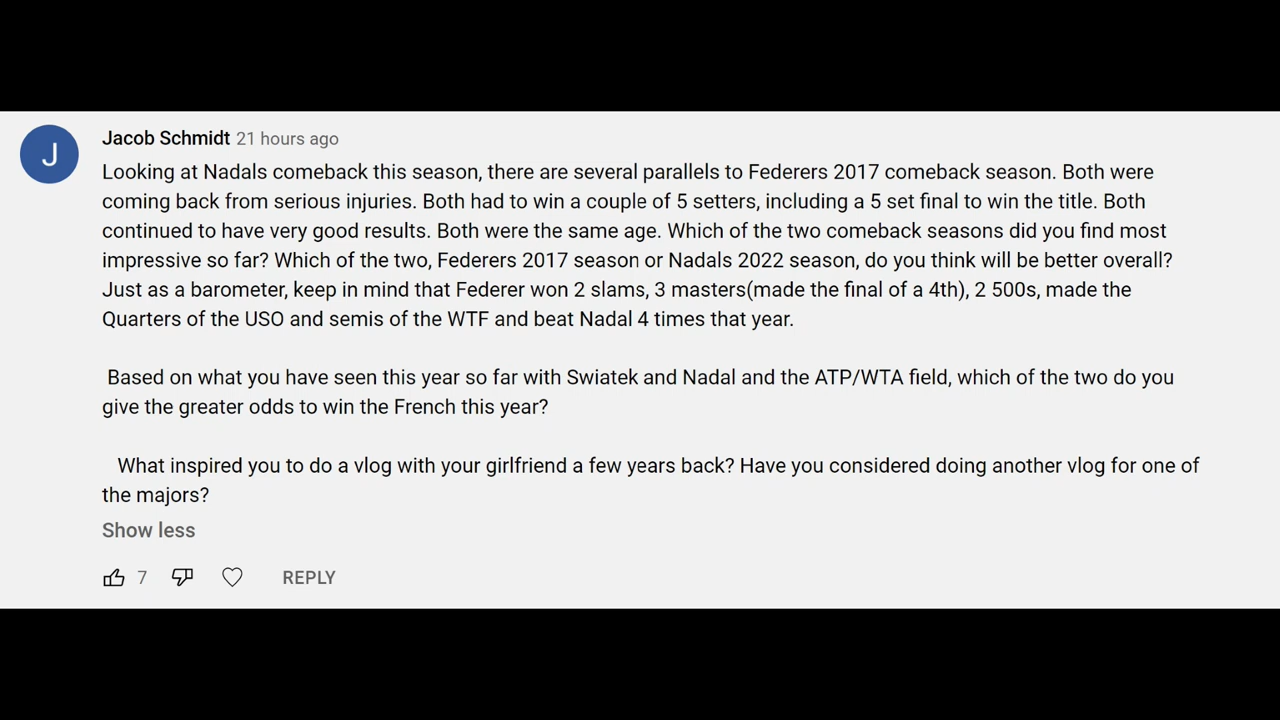 J
Jacob Schmidt 21 hours ago
Looking at Nadals comeback this season, there are several parallels to Federers 2017 comeback season. Both were
coming back from serious injuries. Both had to win a couple of 5 setters, including a 5 set final to win the title. Both
continued to have very good results. Both were the same age. Which of the two comeback seasons did you find most
impressive so far? Which of the two, Federers 2017 season or Nadals 2022 season, do you think will be better overall?
Just as a barometer, keep in mind that Federer won 2 slams, 3 masters(made the final of a 4th), 2 500s, made the
Quarters of the USO and semis of the WTF and beat Nadal 4 times that year.
Based on what you have seen this year so far with Swiatek and Nadal and the ATP/WTA field, which of the two do you
give the greater odds to win the French this year?
What inspired you to do a vlog with your girlfriend a few years back? Have you considered doing another vlog for one of
the majors?
Show less
7 REPLY